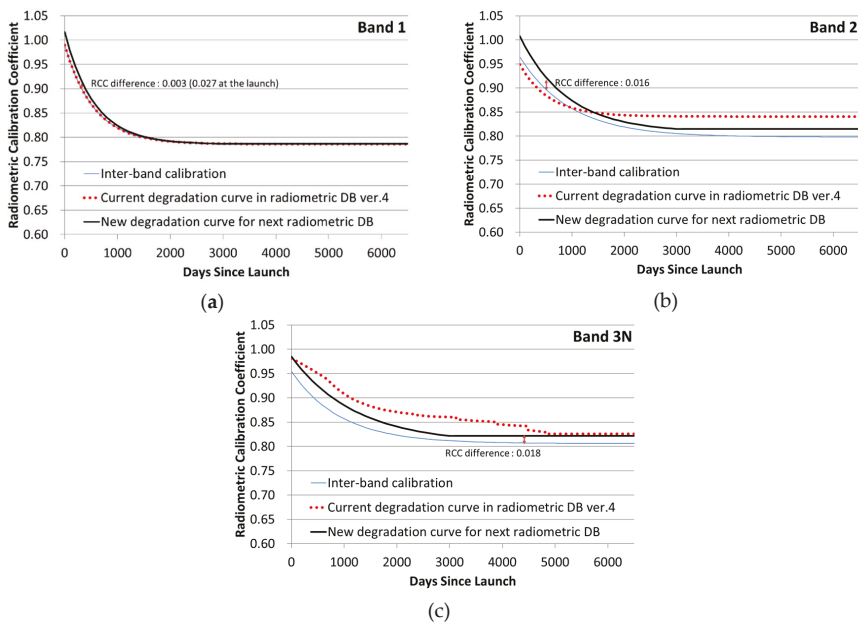 Band 1
Radiometric Calibration Coefficient
1.05
1.00
0.95
0.90
0.85
0.80
0.75
0.70
0.65
0.60
RCC difference : 0.003 (0.027 at the launch)
Inter-band calibration
Current degradation curve in radiometric DB ver.4
New degradation curve for next radiometric DB
0 1000 2000 3000 4000 5000 6000
Days Since Launch
(a)
Band 2
Radiometric Calibration Coefficient
1.05
1.00
0.95
0.90
0.85
0.80
0.75
0.70
0.65
0.60
RCC difference : 0.016
Inter-band calibration
Current degradation curve in radiometric DB ver.4
New degradation curve for next radiometric DB
0 1000 2000 3000 4000 5000 6000
Days Since Launch
(b)
Band 3N
Radiometric Calibration Coefficient
1.05
1.00
0.95
0.90
0.85
0.80
0.75
0.70
0.65
0.60
RCC difference : 0.018
Inter-band calibration
Current degradation curve in radiometric DB ver.4
New degradation curve for next radiometric DB
0 1000 2000 3000 4000 5000 6000
Days Since Launch
(c)